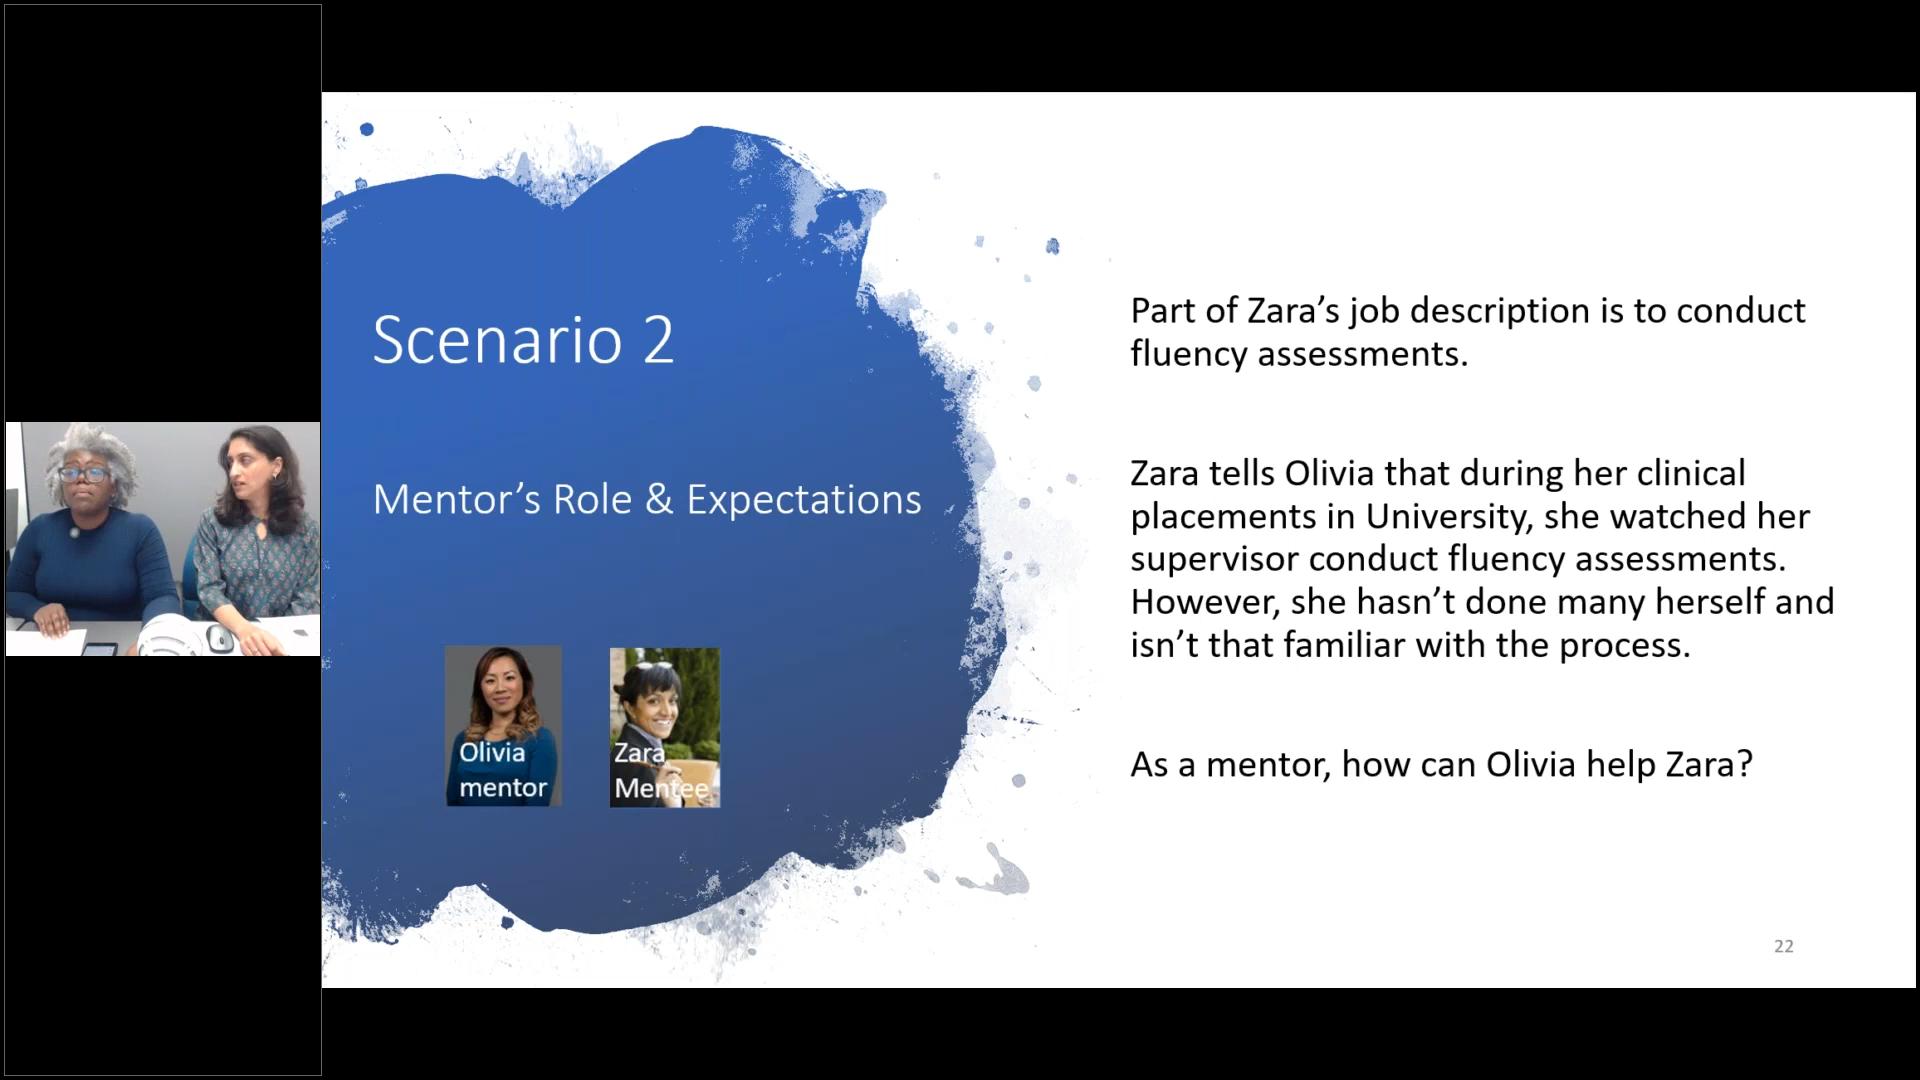 Scenario 2
Mentor’s Role & Expectations
Olivia
mentor
Zara
Mentee
Part of Zara’s job description is to conduct
fluency assessments.
Zara tells Olivia that during her clinical
placements in University, she watched her
supervisor conduct fluency assessments.
However, she hasn’t done many herself and
isn’t that familiar with the process.
As a mentor, how can Olivia help Zara?
22